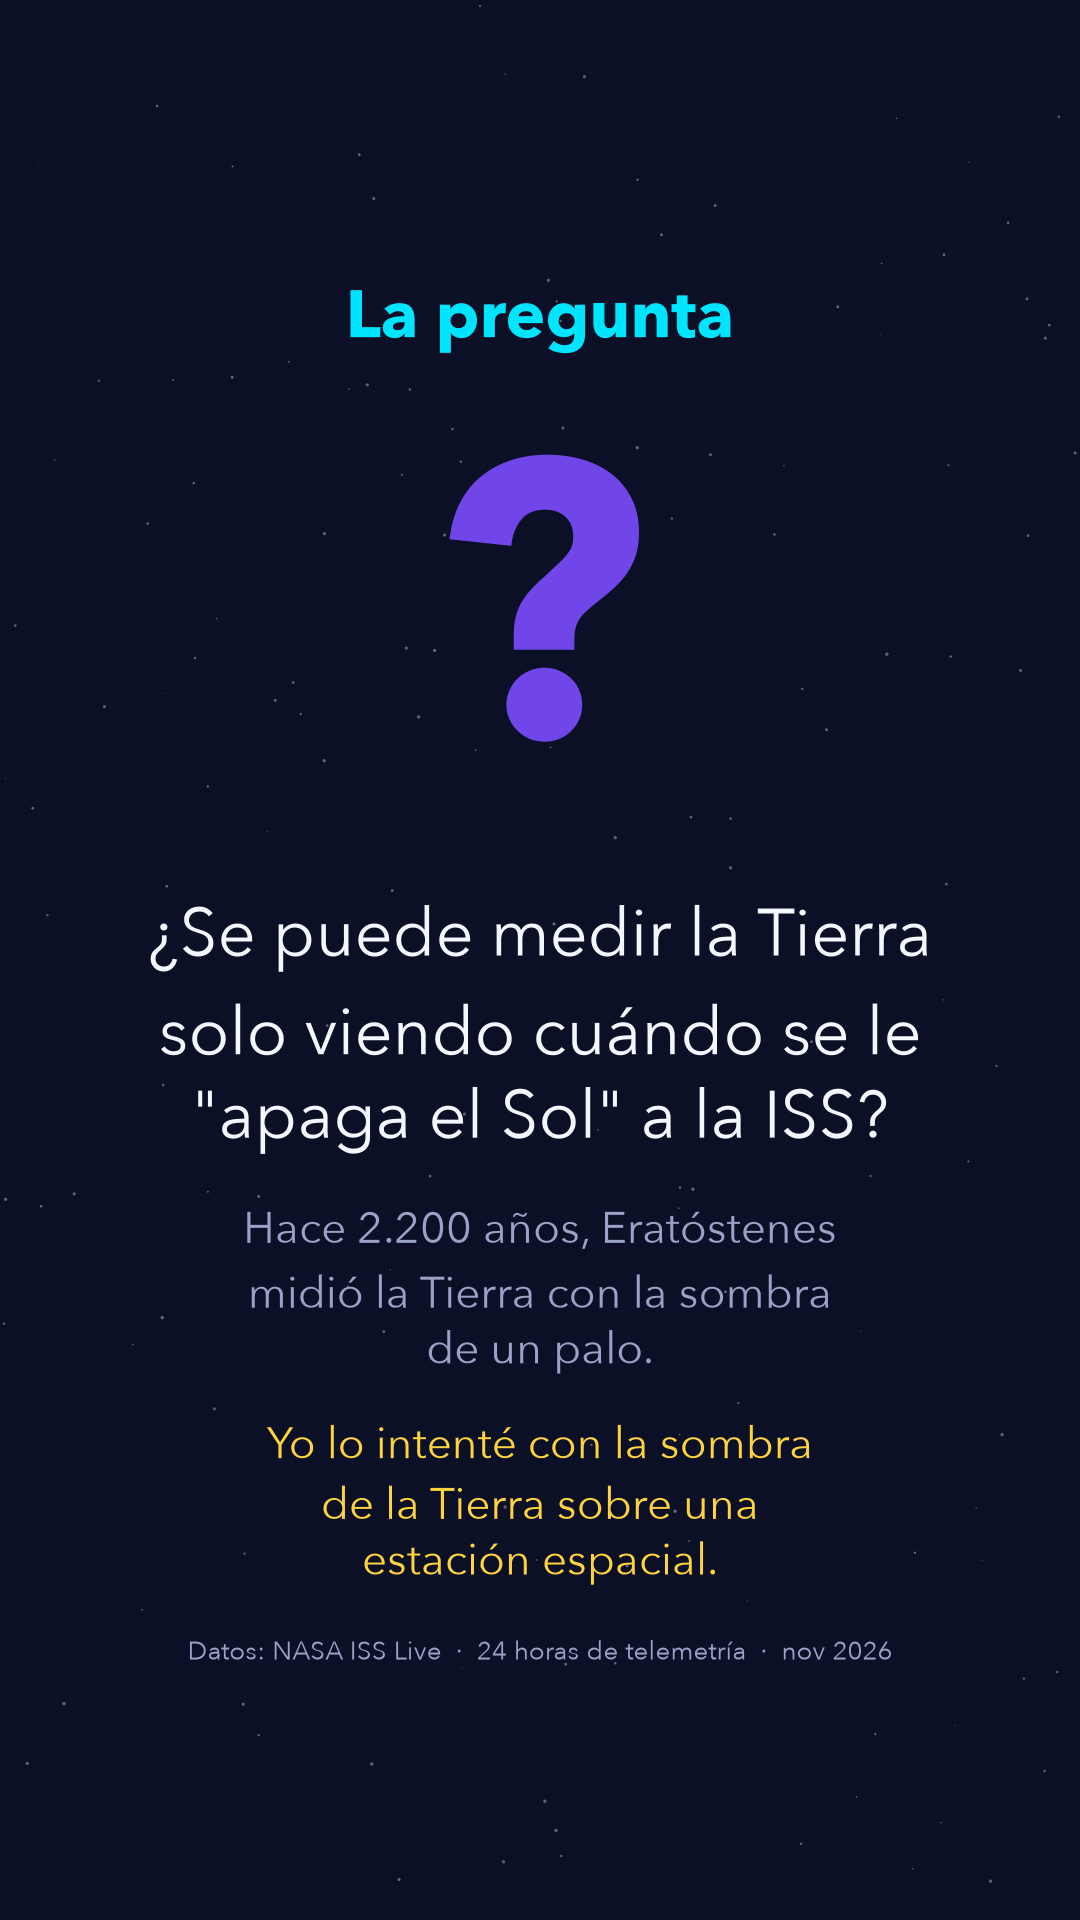 La pregunta
?
¿Se puede medir la Tierra
solo viendo cuándo se le
"apaga el Sol" a la ISS?
Hace 2.200 años, Eratóstenes
midió la Tierra con la sombra
de un palo.
Yo lo intenté con la sombra
de la Tierra sobre una
estación espacial.
Datos: NASA ISS Live · 24 horas de telemetría · nov 2026